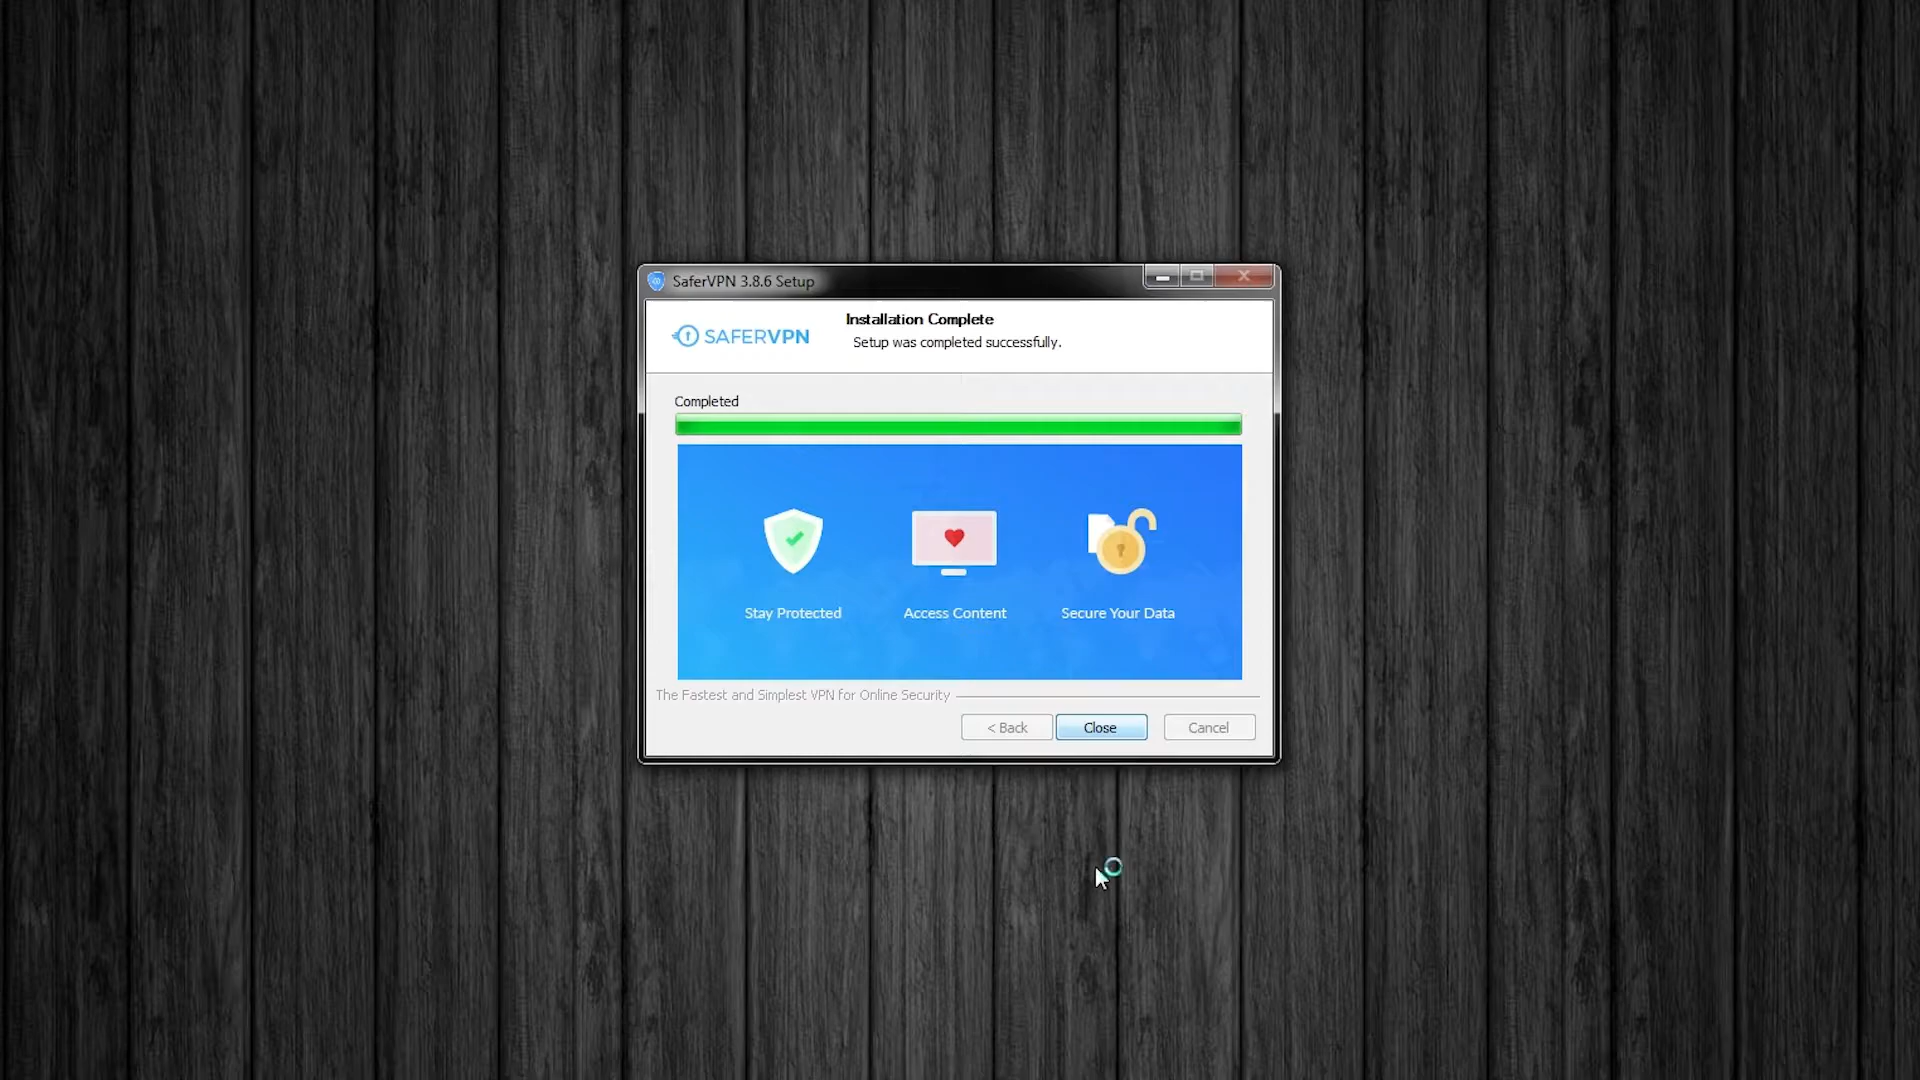 SaferVPN 3.8.6 Setup
SAFERVPN
Installation Complete
Setup was completed successfully.
Completed
Stay Protected
Access Content
Secure Your Data
The Fastest and Simplest VPN for Online Security
< Back
Close
Cancel